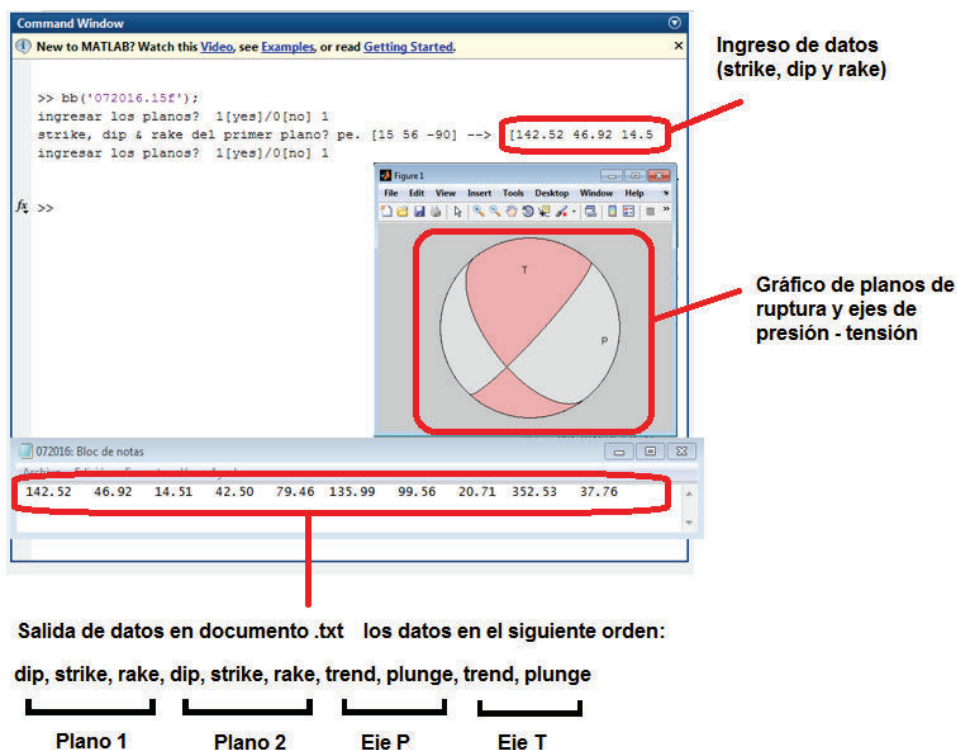 Command Window
New to MATLAB? Watch this Video, see Examples, or read Getting Started.
>> bb('072016.15f');
ingresar los planos? 1[yes]/0[no] 1
strike, dip & rake del primer plano? pe. [15 56 -90] --> [142.52 46.92 14.5
ingresar los planos? 1[yes]/0[no] 1
fx >>
Ingreso de datos
(strike, dip y rake)
Figure 1
File Edit View Insert Tools Desktop Window Help
T
P
Gráfico de planos de
ruptura y ejes de
presión - tensión
072016: Bloc de notas
142.52 46.92 14.51 42.50 79.46 135.99 99.56 20.71 352.53 37.76
Salida de datos en documento .txt los datos en el siguiente orden:
dip, strike, rake, dip, strike, rake, trend, plunge, trend, plunge
Plano 1 Plano 2 Eje P Eje T